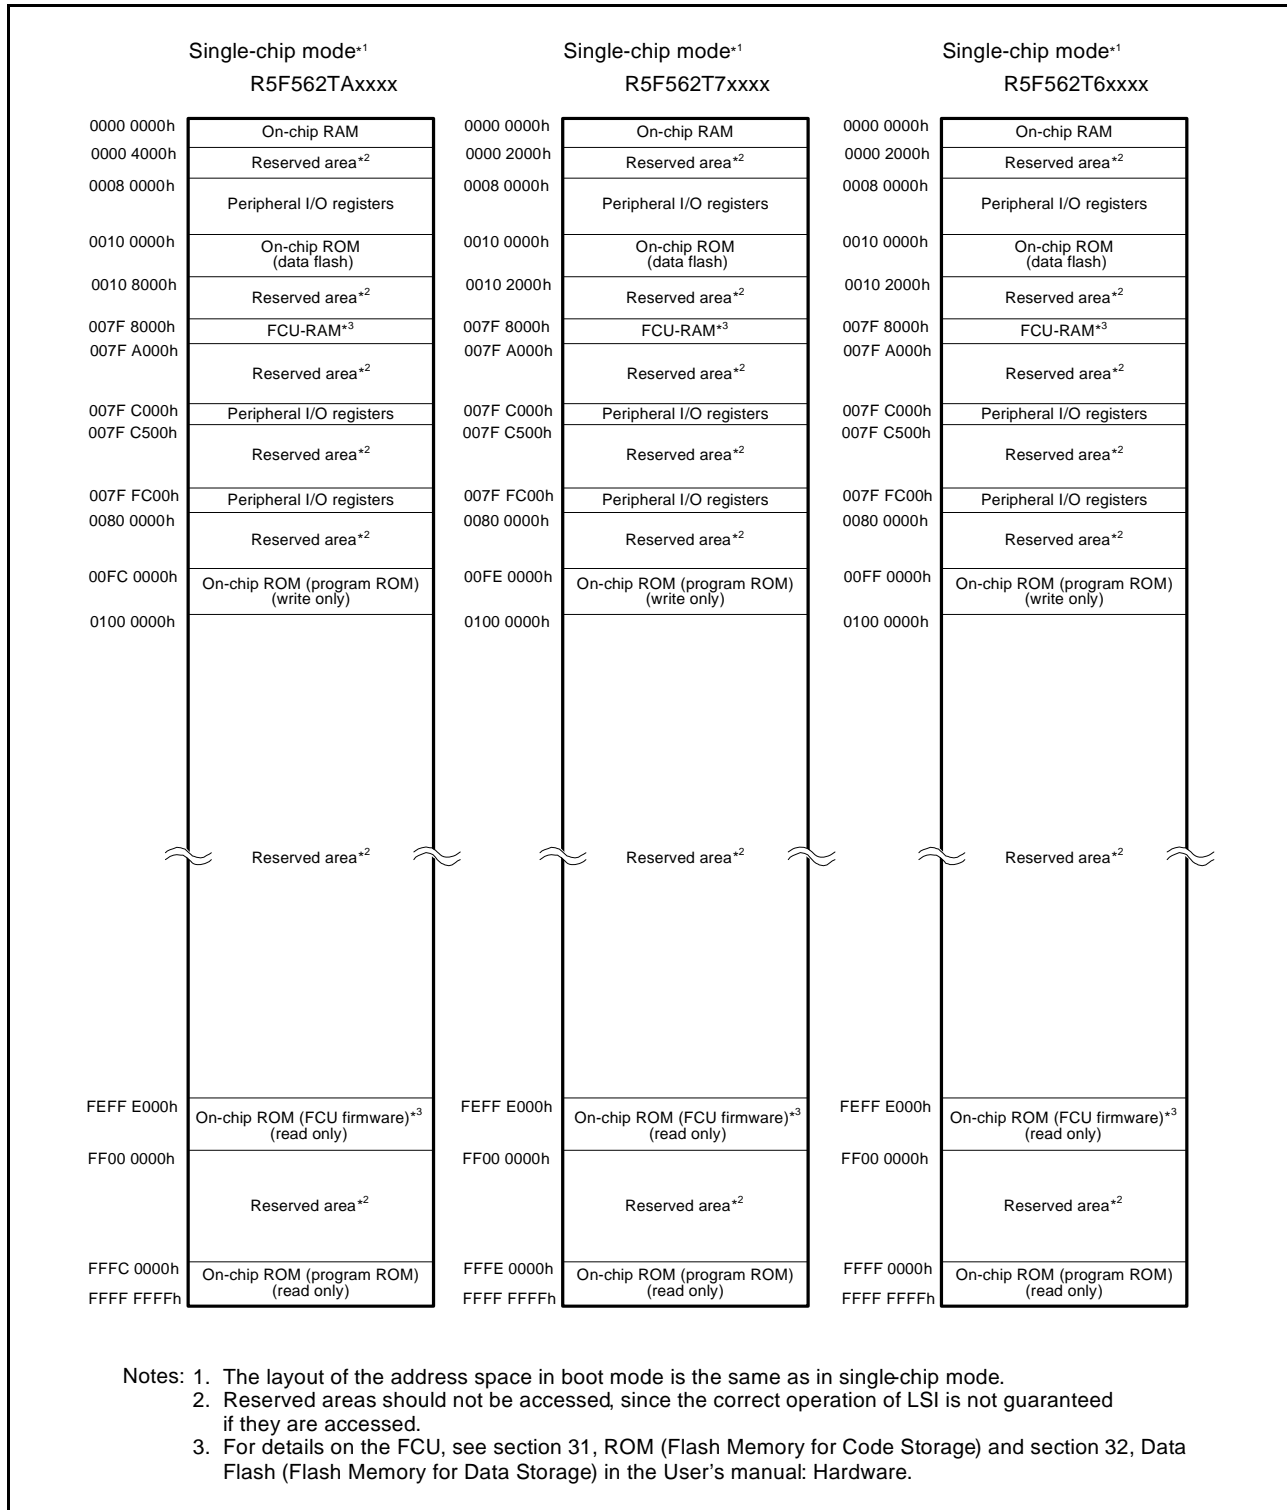 Single-chip mode*1
R5F562TAxxxx
0000 0000h
On-chip RAM
0000 4000h
Reserved area*2
0008 0000h
Peripheral I/O registers
0010 0000h
On-chip ROM
(data flash)
0010 8000h
Reserved area*2
007F 8000h
FCU-RAM*3
007F A000h
Reserved area*2
007F C000h
Peripheral I/O registers
007F C500h
Reserved area*2
007F FC00h
Peripheral I/O registers
0080 0000h
Reserved area*2
00FC 0000h
On-chip ROM (program ROM)
(write only)
0100 0000h
Reserved area*2
FEFF E000h
On-chip ROM (FCU firmware)*3
(read only)
FF00 0000h
Reserved area*2
FFFC 0000h
On-chip ROM (program ROM)
(read only)
FFFF FFFFh
Single-chip mode*1
R5F562T7xxxx
0000 0000h
On-chip RAM
0000 2000h
Reserved area*2
0008 0000h
Peripheral I/O registers
0010 0000h
On-chip ROM
(data flash)
0010 2000h
Reserved area*2
007F 8000h
FCU-RAM*3
007F A000h
Reserved area*2
007F C000h
Peripheral I/O registers
007F C500h
Reserved area*2
007F FC00h
Peripheral I/O registers
0080 0000h
Reserved area*2
00FE 0000h
On-chip ROM (program ROM)
(write only)
0100 0000h
Reserved area*2
FEFF E000h
On-chip ROM (FCU firmware)*3
(read only)
FF00 0000h
Reserved area*2
FFFE 0000h
On-chip ROM (program ROM)
(read only)
FFFF FFFFh
Single-chip mode*1
R5F562T6xxxx
0000 0000h
On-chip RAM
0000 2000h
Reserved area*2
0008 0000h
Peripheral I/O registers
0010 0000h
On-chip ROM
(data flash)
0010 2000h
Reserved area*2
007F 8000h
FCU-RAM*3
007F A000h
Reserved area*2
007F C000h
Peripheral I/O registers
007F C500h
Reserved area*2
007F FC00h
Peripheral I/O registers
0080 0000h
Reserved area*2
00FF 0000h
On-chip ROM (program ROM)
(write only)
0100 0000h
Reserved area*2
FEFF E000h
On-chip ROM (FCU firmware)*3
(read only)
FF00 0000h
Reserved area*2
FFFF 0000h
On-chip ROM (program ROM)
(read only)
FFFF FFFFh
Notes: 1. The layout of the address space in boot mode is the same as in single-chip mode.
2. Reserved areas should not be accessed, since the correct operation of LSI is not guaranteed
if they are accessed.
3. For details on the FCU, see section 31, ROM (Flash Memory for Code Storage) and section 32, Data
Flash (Flash Memory for Data Storage) in the User's manual: Hardware.